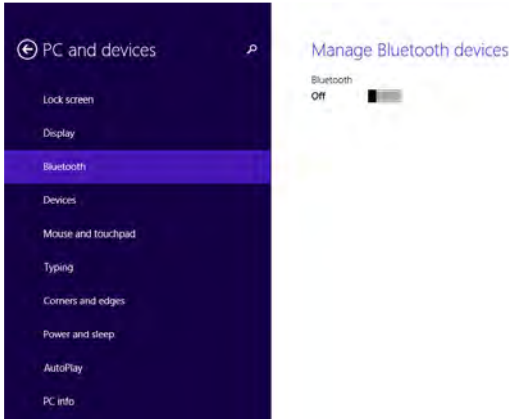 PC and devices
Lock screen
Display
Bluetooth
Devices
Mouse and touchpad
Typing
Corners and edges
Power and sleep
AutoPlay
PC info
Manage Bluetooth devices
Bluetooth
Off